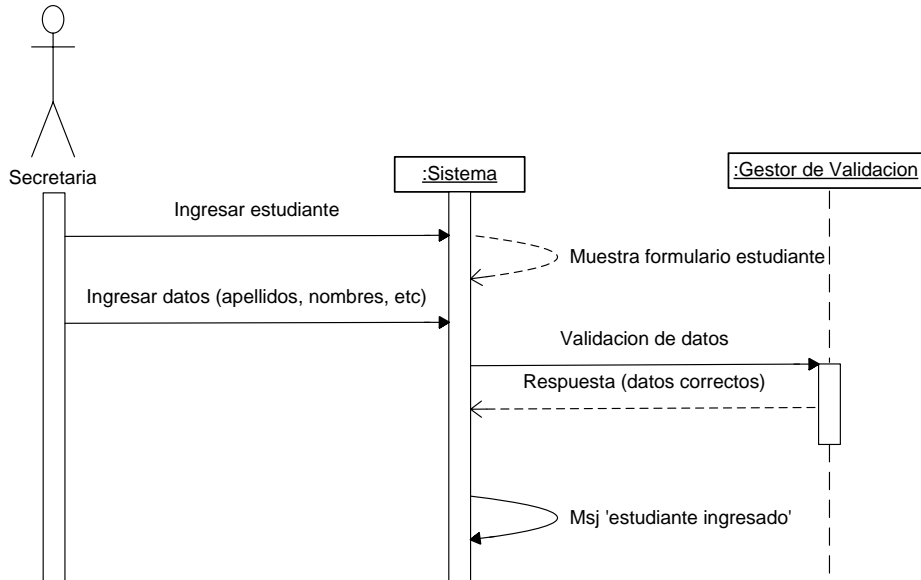 Secretaria
:Sistema
:Gestor de Validacion
Ingresar estudiante
Muestra formulario estudiante
Ingresar datos (apellidos, nombres, etc)
Validacion de datos
Respuesta (datos correctos)
Msj 'estudiante ingresado'